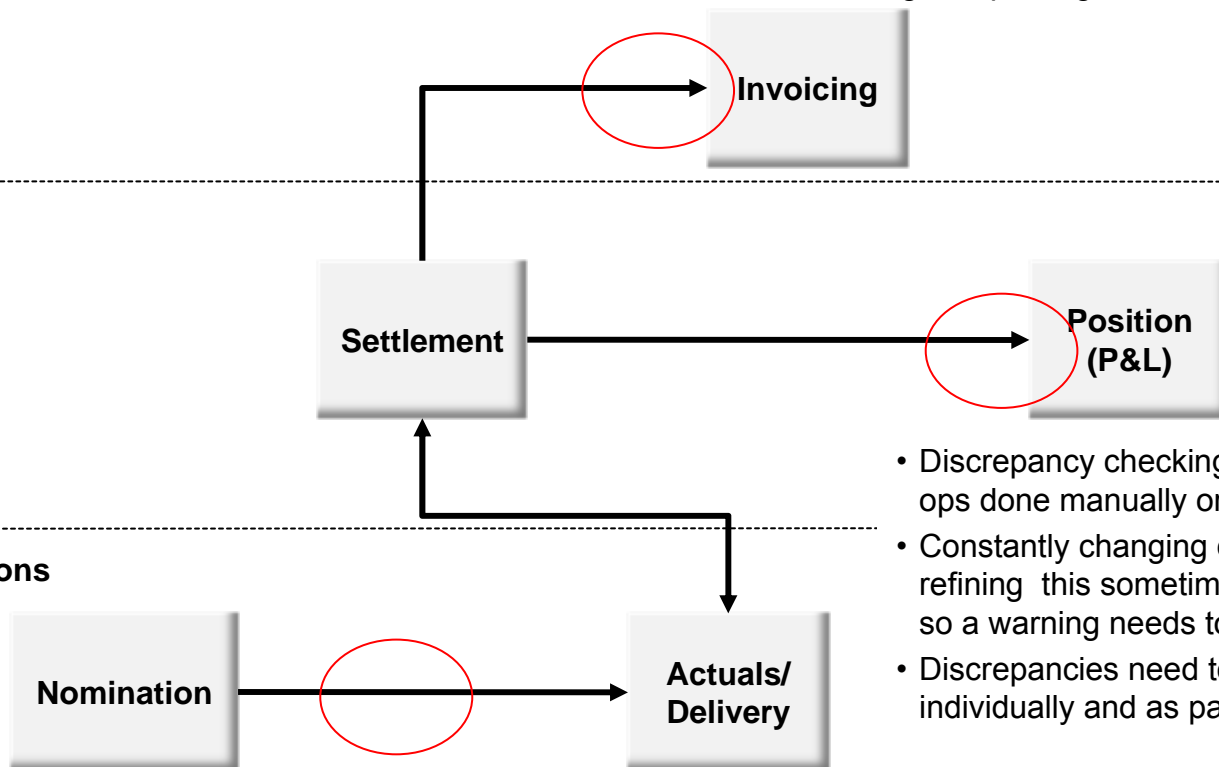 Invoicing
Settlement
Position
(P&L)
• Discrepancy checking
ops done manually or
• Constantly changing
refining this sometim
so a warning needs to
• Discrepancies need to
individually and as pa
ons
Nomination
Actuals/
Delivery